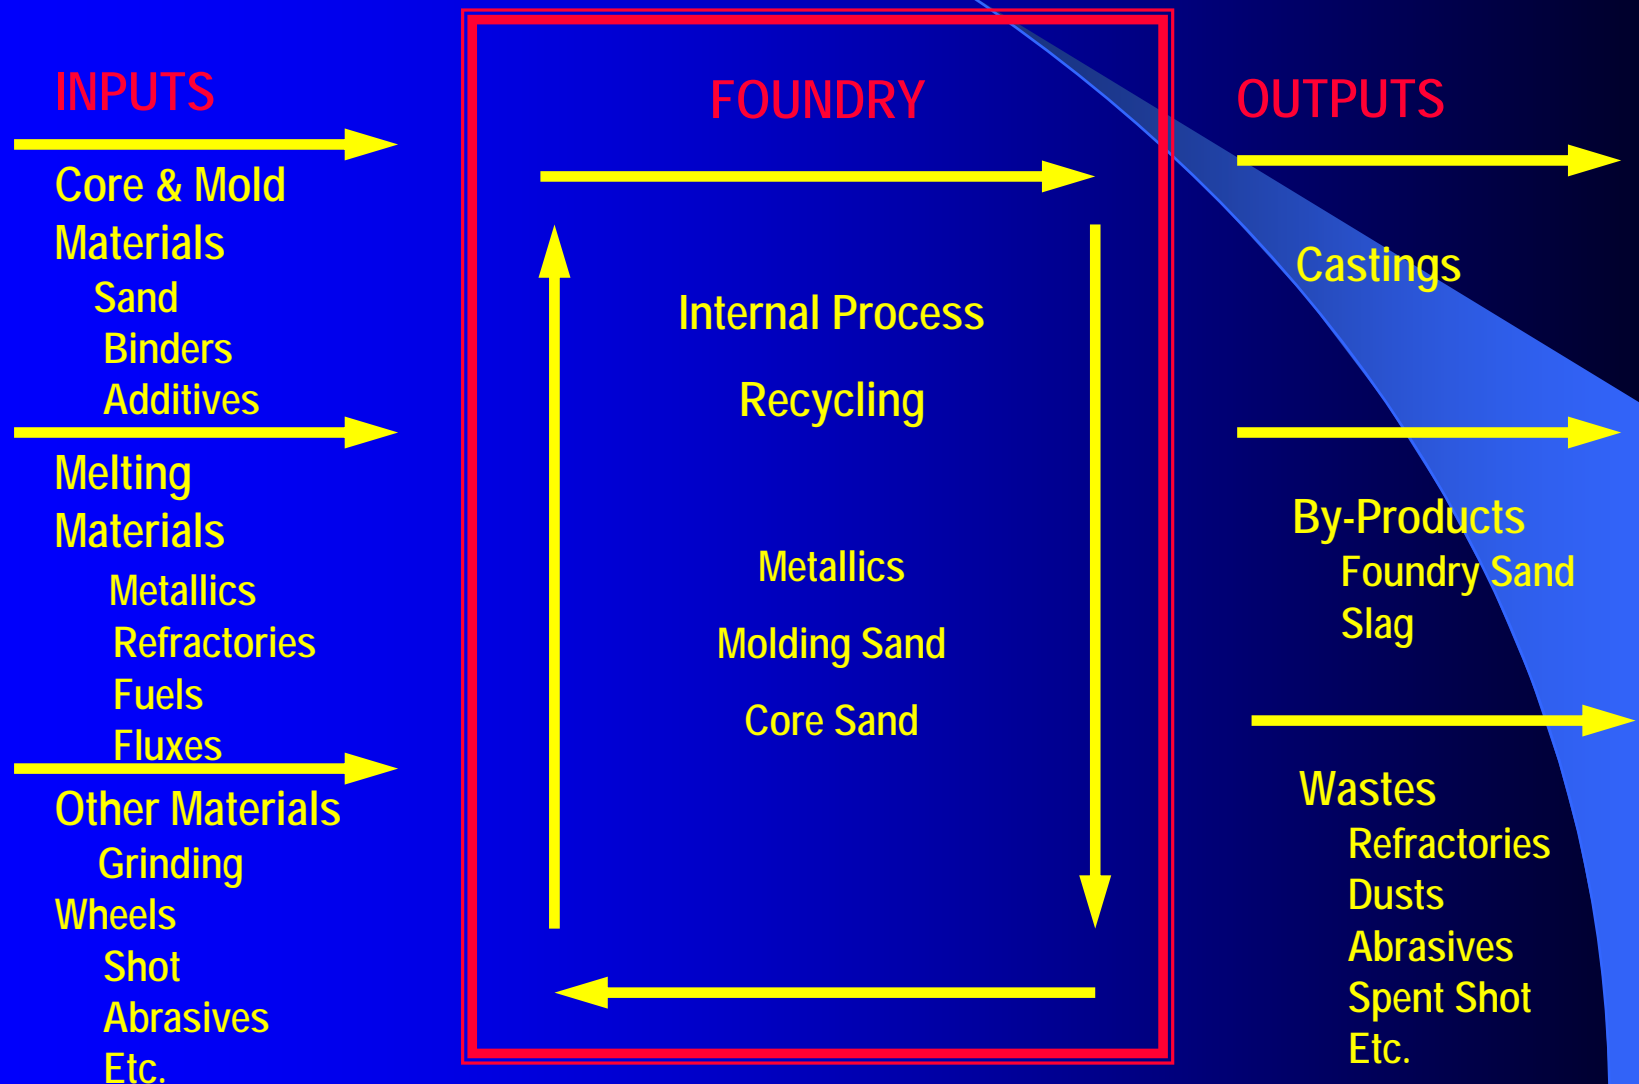 INPUTS
Core & Mold
Materials
Sand
Binders
Additives
Melting
Materials
Metallics
Refractories
Fuels
Fluxes
Other Materials
Grinding
Wheels
Shot
Abrasives
Etc.
FOUNDRY
Internal Process
Recycling
Metallics
Molding Sand
Core Sand
OUTPUTS
Castings
By-Products
Foundry Sand
Slag
Wastes
Refractories
Dusts
Abrasives
Spent Shot
Etc.